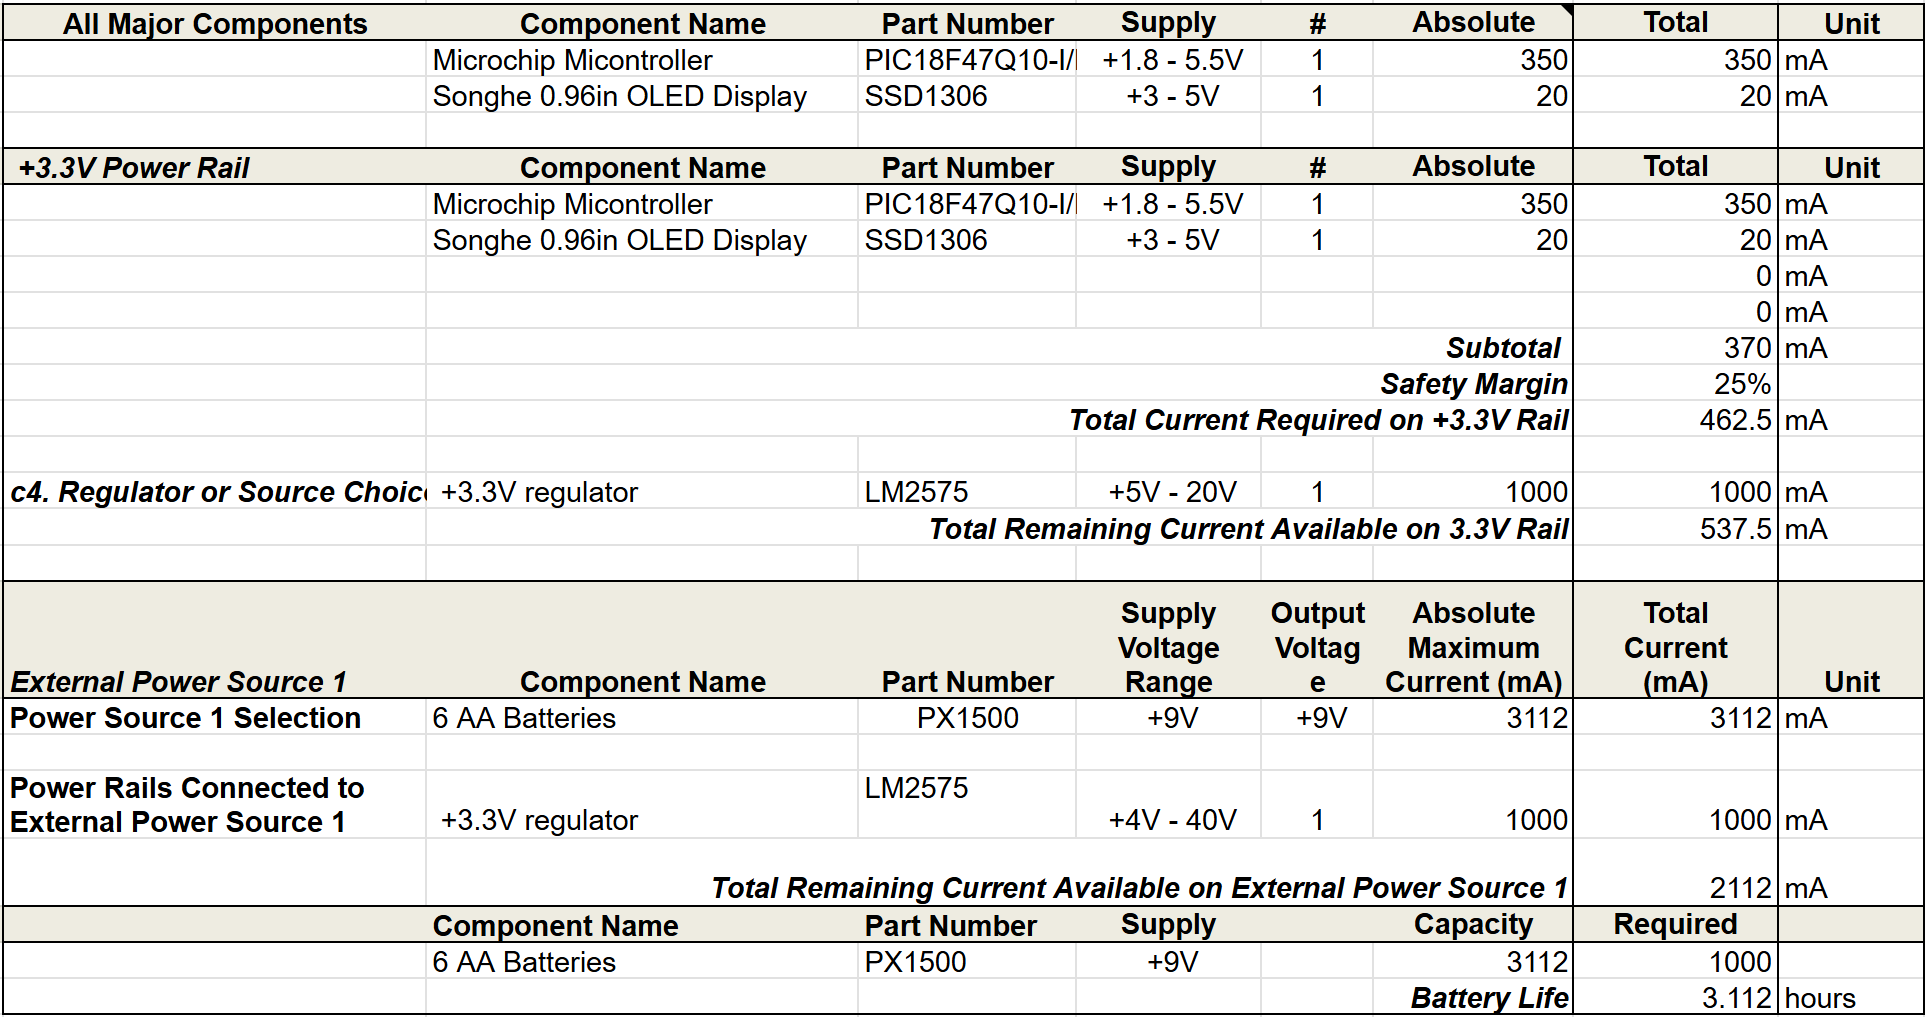 All Major Components Component Name Part Number Supply # Absolute Total Unit
Microchip Micontroller PIC18F47Q10-I/ +1.8 - 5.5V 1 350 350 mA
Songhe 0.96in OLED Display SSD1306 +3 - 5V 1 20 20 mA
+3.3V Power Rail Component Name Part Number Supply # Absolute Total Unit
Microchip Micontroller PIC18F47Q10-I/ +1.8 - 5.5V 1 350 350 mA
Songhe 0.96in OLED Display SSD1306 +3 - 5V 1 20 20 mA
0 mA
0 mA
Subtotal 370 mA
Safety Margin 25%
Total Current Required on +3.3V Rail 462.5 mA
c4. Regulator or Source Choic +3.3V regulator LM2575 +5V - 20V 1 1000 1000 mA
Total Remaining Current Available on 3.3V Rail 537.5 mA
External Power Source 1 Component Name Part Number Supply Voltage Range Output Voltag e Absolute Maximum Current (mA) Total Current (mA) Unit
Power Source 1 Selection 6 AA Batteries PX1500 +9V +9V 3112 3112 mA
Power Rails Connected to LM2575
External Power Source 1 +3.3V regulator +4V - 40V 1 1000 1000 mA
Total Remaining Current Available on External Power Source 1 2112 mA
Component Name Part Number Supply Capacity Required
6 AA Batteries PX1500 +9V 3112 1000
Battery Life 3.112 hours